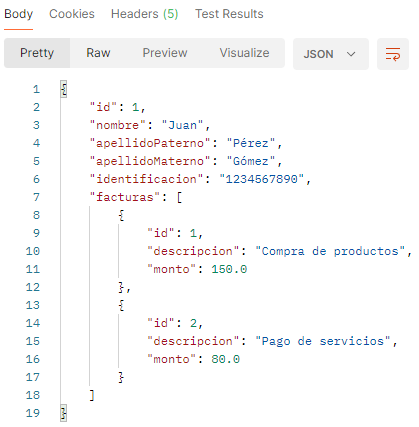 Body Cookies Headers (5) Test Results
Pretty Raw Preview Visualize JSON
1 {
2 "id": 1,
3 "nombre": "Juan",
4 "apellidoPaterno": "Pérez",
5 "apellidoMaterno": "Gómez",
6 "identificacion": "1234567890",
7 "facturas": [
8 {
9 "id": 1,
10 "descripcion": "Compra de productos",
11 "monto": 150.0
12 },
13 {
14 "id": 2,
15 "descripcion": "Pago de servicios",
16 "monto": 80.0
17 }
18 ]
19 }